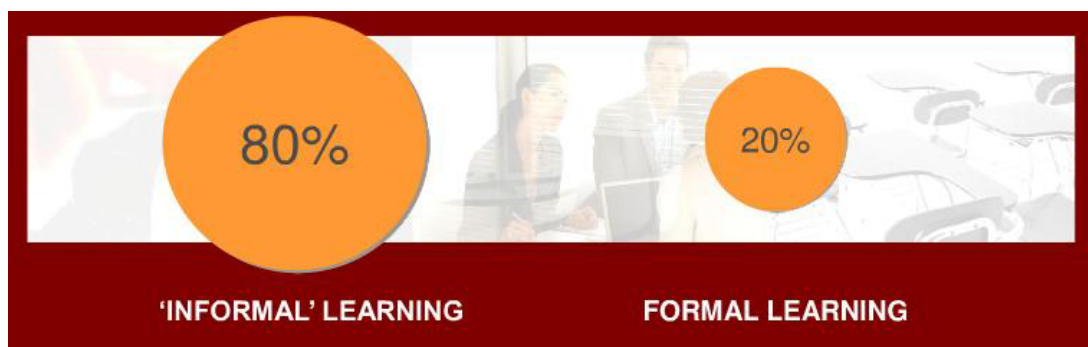 80%
20%
‘INFORMAL’ LEARNING
FORMAL LEARNING